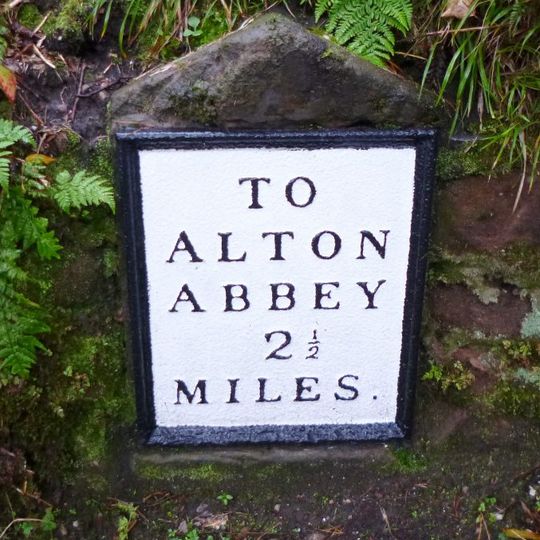 TO
ALTON
ABBEY
2½
MILES.